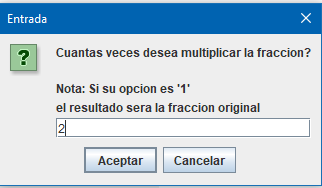 Entrada
Cuantas veces desea multiplicar la fraccion?
Nota: Si su opcion es '1'
el resultado sera la fraccion original
2
Aceptar
Cancelar